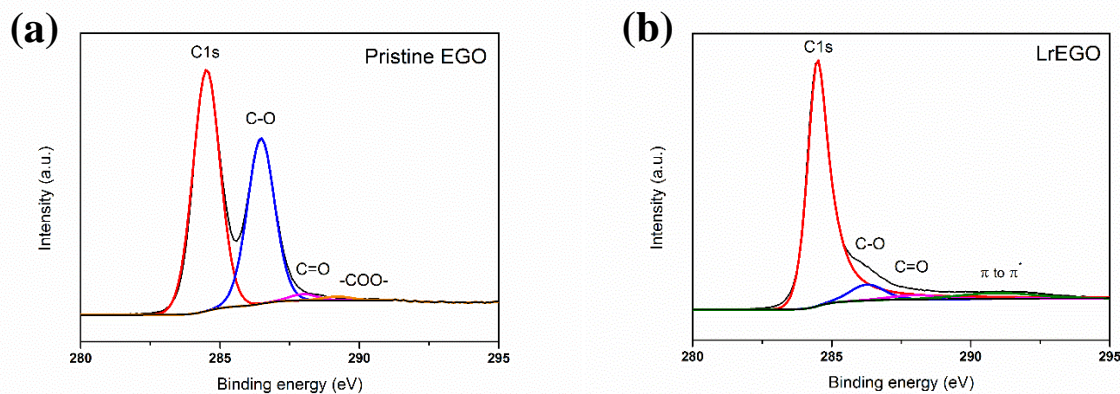 (a)
Pristine EGO
C1s
C-O
C=O
-COO-
Intensity (a.u.)
280 285 290 295
Binding energy (eV)
(b)
LrEGO
C1s
C-O
C=O
π to π*
Intensity (a.u.)
280 285 290 295
Binding energy (eV)